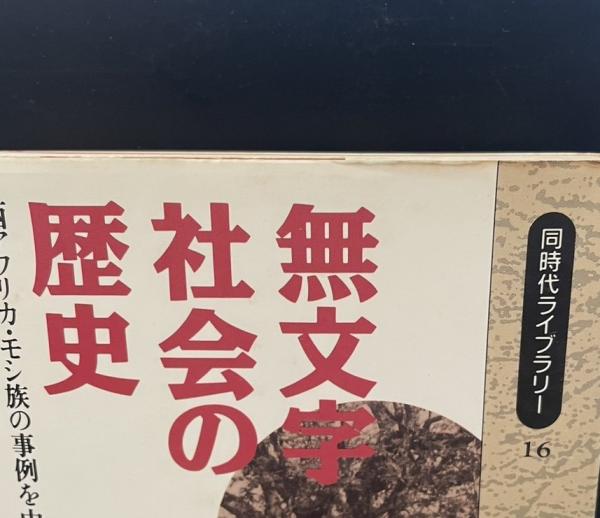 同時代ライブラリー
16
無文字
社会の
歴史
アフリカ・モシ族の事例を